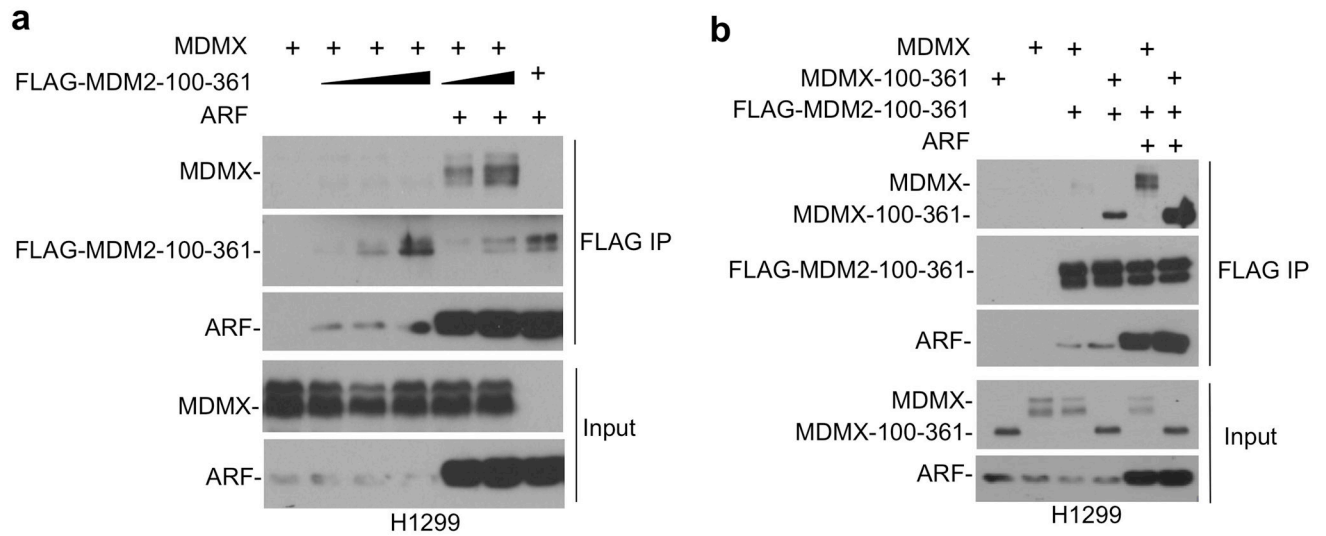 a
MDMX + + + + + +
FLAG-MDM2-100-361 +
ARF + + +
MDMX-
FLAG-MDM2-100-361-
ARF-
FLAG IP
MDMX-
ARF-
Input
H1299
b
MDMX + + +
MDMX-100-361 + + +
FLAG-MDM2-100-361 + + + +
ARF + +
MDMX-
MDMX-100-361-
FLAG-MDM2-100-361-
ARF-
FLAG IP
MDMX-
MDMX-100-361-
ARF-
Input
H1299